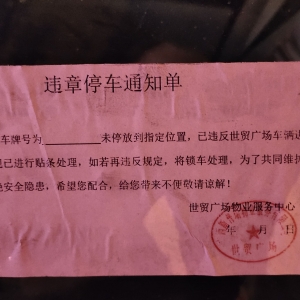 违章停车通知单
车牌号为________未停放到指定位置，已违反世贸广场车辆
已进行贴条处理，如若再违反规定，将锁车处理，为了共同维护
安全隐患，希望您配合，给您带来不便敬请谅解！
世贸广场物业服务中心
年 月 日
世贸广场